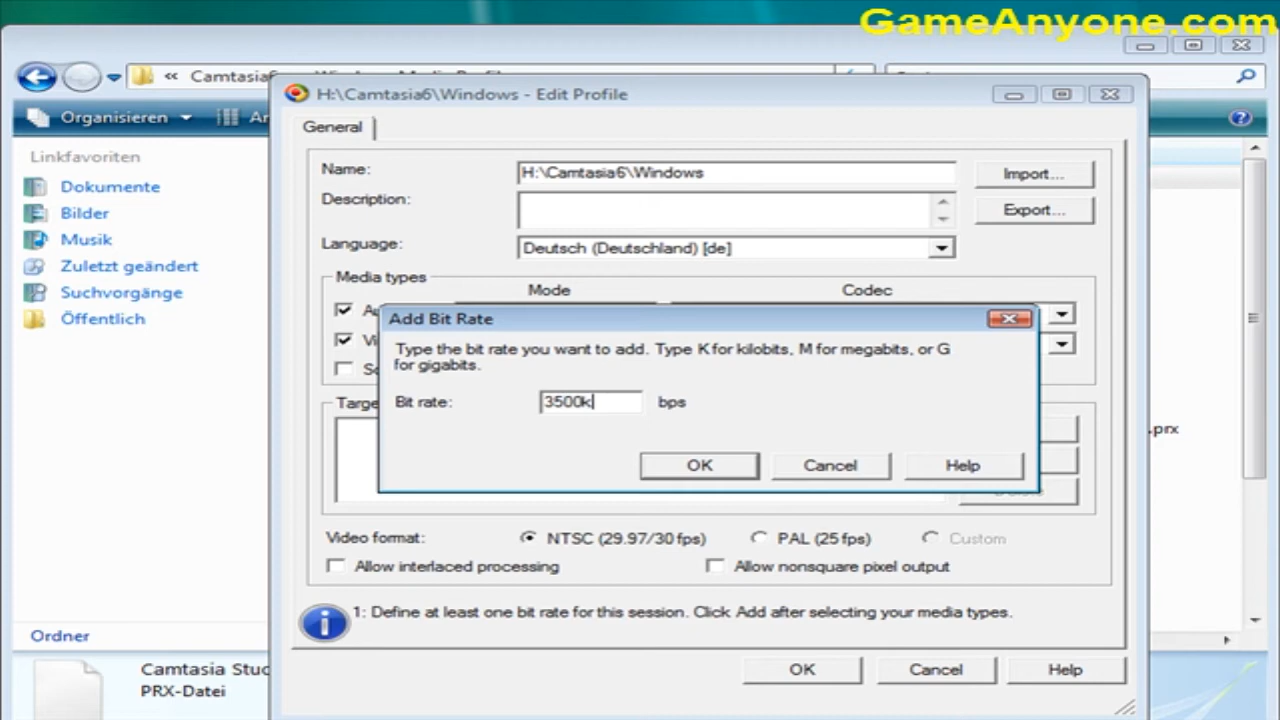 GameAnyone.com
« Camtasia6
H:\Camtasia6\Windows - Edit Profile
Organisieren
General
Linkfavoriten
Dokumente
Bilder
Musik
Zuletzt geändert
Suchvorgänge
Öffentlich
Ordner
Name:
H:\Camtasia6\Windows
Import...
Description:
Export...
Language:
Deutsch (Deutschland) [de]
Media types
Mode
Codec
Add Bit Rate
Type the bit rate you want to add. Type K for kilobits, M for megabits, or G
for gigabits.
Bit rate:
3500k
bps
OK
Cancel
Help
.prx
Video format:
NTSC (29.97/30 fps)
PAL (25 fps)
Custom
Allow interlaced processing
Allow nonsquare pixel output
1: Define at least one bit rate for this session. Click Add after selecting your media types.
OK
Cancel
Help
Camtasia Stuc
PRX-Datei